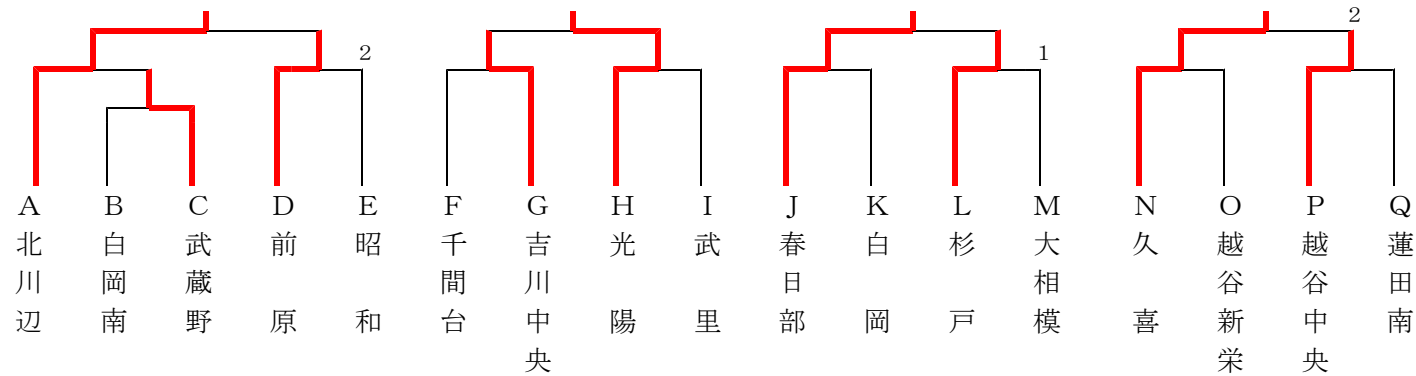 2
2
1
A 北川辺
B 白岡南
C 武蔵野
D 前原
E 昭和
F 千間台
G 吉川中央
H 光陽
I 武里
J 春日部
K 白岡
L 杉戸
M 大相模
N 久喜
O 越谷新栄
P 越谷中央
Q 蓮田南